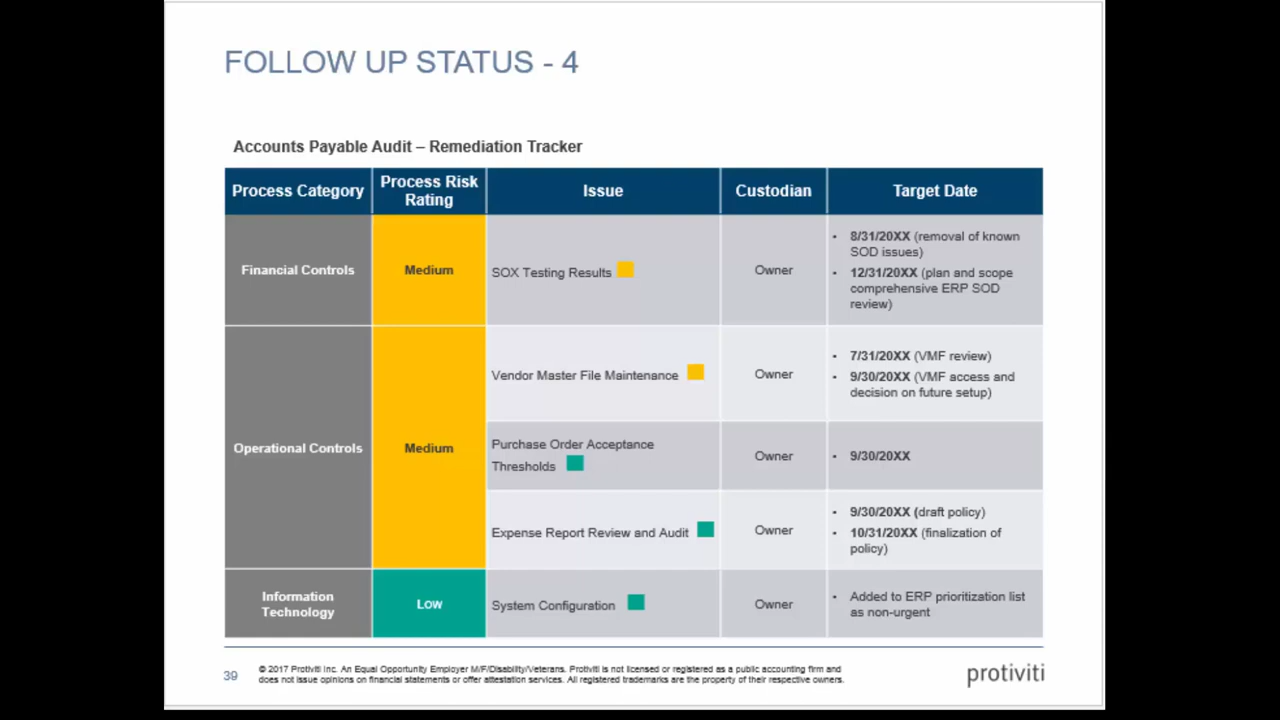 FOLLOW UP STATUS - 4
Accounts Payable Audit – Remediation Tracker
Process Category
Process Risk
Rating
Issue
Custodian
Target Date
Financial Controls
Medium
SOX Testing Results
Owner
• 8/31/20XX (removal of known
SOD issues)
• 12/31/20XX (plan and scope
comprehensive ERP SOD
review)
Operational Controls
Medium
Vendor Master File Maintenance
Owner
• 7/31/20XX (VMF review)
• 9/30/20XX (VMF access and
decision on future setup)
Purchase Order Acceptance
Thresholds
Owner
• 9/30/20XX
Expense Report Review and Audit
Owner
• 9/30/20XX (draft policy)
• 10/31/20XX (finalization of
policy)
Information
Technology
Low
System Configuration
Owner
• Added to ERP prioritization list
as non-urgent
39
© 2017 Protiviti Inc. An Equal Opportunity Employer M/F/Disability/Veterans. Protiviti is not licensed or registered as a public accounting firm and
does not issue opinions on financial statements or offer attestation services. All registered trademarks are the property of their respective owners.
protiviti